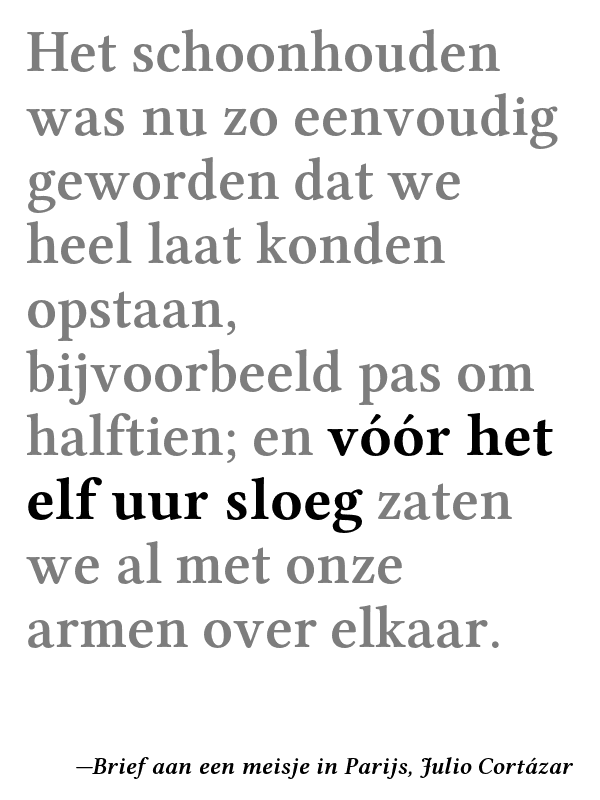 Het schoonhouden
was nu zo eenvoudig
geworden dat we
heel laat konden
opstaan,
bijvoorbeeld pas om
halftien; en vóór het
elf uur sloeg zaten
we al met onze
armen over elkaar.
—Brief aan een meisje in Parijs, Julio Cortázar